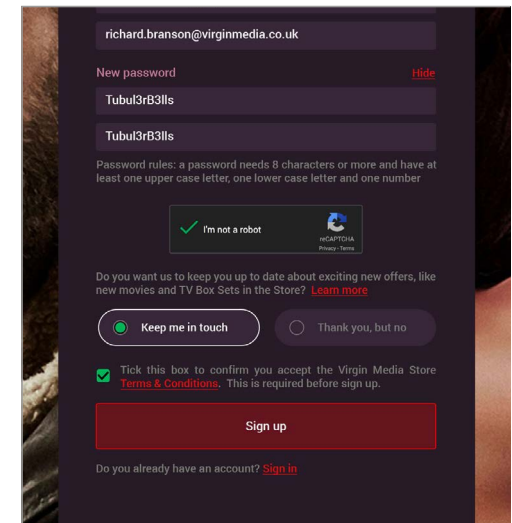 richard.branson@virginmedia.co.uk
New password Hide
Tubul3rB3lls
Tubul3rB3lls
Password rules: a password needs 8 characters or more and have at
least one upper case letter, one lower case letter and one number
I'm not a robot
reCAPTCHA
Privacy - Terms
Do you want us to keep you up to date about exciting new offers, like
new movies and TV Box Sets in the Store? Learn more
Keep me in touch Thank you, but no
Tick this box to confirm you accept the Virgin Media Store
Terms & Conditions. This is required before sign up.
Sign up
Do you already have an account? Sign in